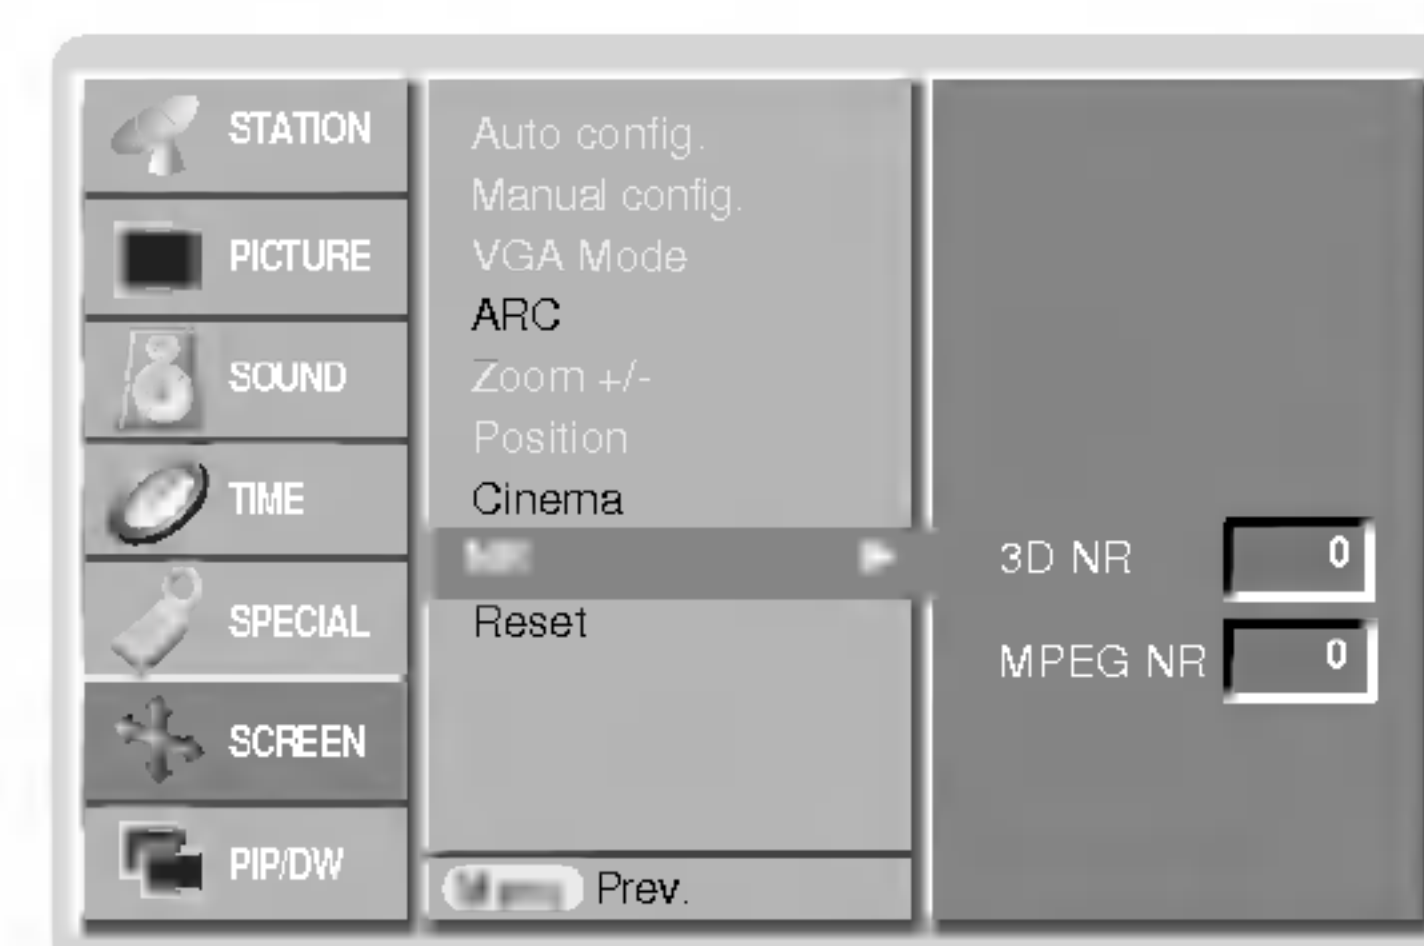 STATION
PICTURE
SOUND
TIME
SPECIAL
SCREEN
PIP/DW
Auto config.
Manual config.
VGA Mode
ARC
Zoom +/-
Position
Cinema
Reset
Prev.
3D NR 0
MPEG NR 0